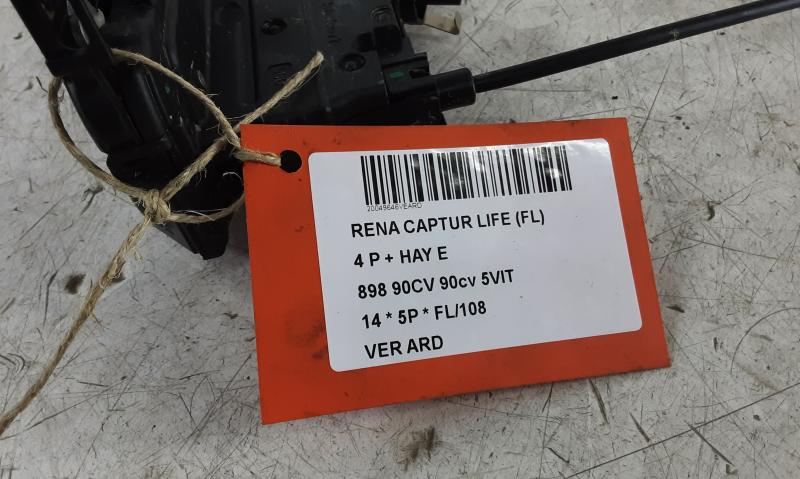 20049646VEARD
RENA CAPTUR LIFE (FL)
4 P + HAY E
898 90CV 90cv 5VIT
14 * 5P * FL/108
VER ARD